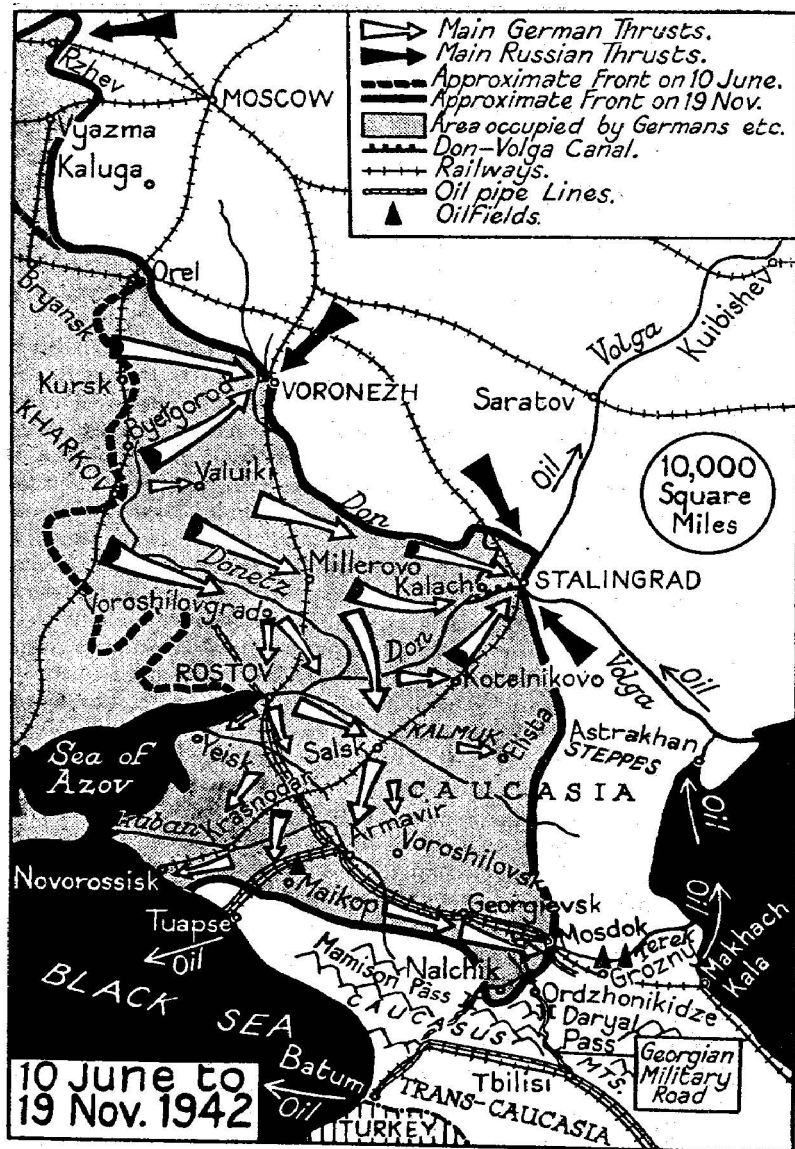 Main German Thrusts.
Main Russian Thrusts.
Approximate Front on 10 June.
Approximate Front on 19 Nov.
Area occupied by Germans etc.
Don-Volga Canal.
Railways.
Oil pipe Lines.
OilFields.
Rzhev
MOSCOW
Vyazma
Kaluga
Orel
Bryansk
Kuibishev
Volga
Kursk
VORONEZH
Saratov
Byelgorod
KHARKOV
Valuiki
Oil
10,000
Square
Miles
Don
Donetz
Millerovo
Kalach
STALINGRAD
Voroshilovgrad
Don
ROSTOV
Kotelnikovo
Volga
Oil
Sea of
Azov
Yeisk
Salsk
KALMUK
Elista
Astrakhan
STEPPES
CAUCASIA
Oil
Kuban
Krasnodar
Armavir
Voroshilovsk
Novorossisk
Maikop
Georgievsk
Oil
Tuapse
Mosdok
Oil
Terek
Grozny
Makhach
Kala
Nalchik
Mamison Pass
Ordzhonikidze
BLACK SEA
CAUCASUS
Daryal
Pass
MTS.
Georgian
Military
Road
Batum
Tbilisi
10 June to
19 Nov. 1942
Oil
TRANS-CAUCASIA
TURKEY